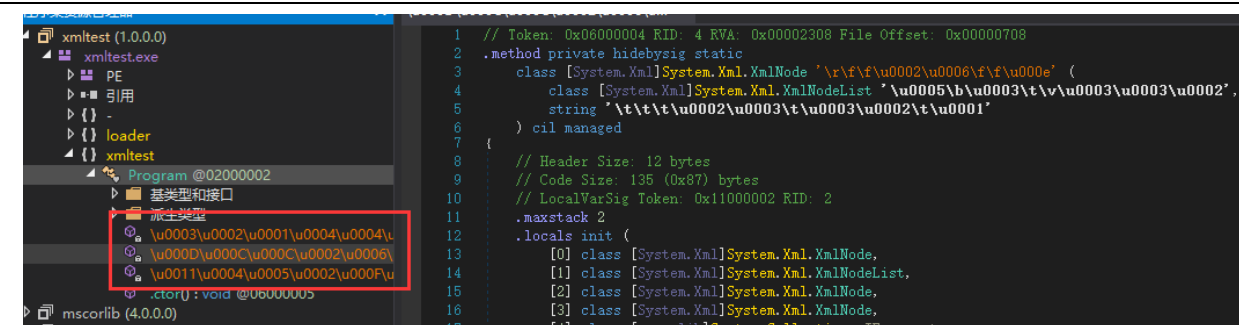 xmltest (1.0.0.0)
xmltest.exe
PE
引用
{} -
{} loader
{} xmltest
Program @02000002
基类型和接口
派生类型
\u0003\u0002\u0001\u0004\u0004\u
\u000D\u000C\u000C\u0002\u0006\
\u0011\u0004\u0005\u0002\u000F\u
.ctor() : void @06000005
mscorlib (4.0.0.0)
1 // Token: 0x06000004 RID: 4 RVA: 0x00002308 File Offset: 0x00000708
2 .method private hidebysig static
3 class [System.Xml]System.Xml.XmlNode '\r\f\f\u0002\u0006\f\f\u000e' (
4 class [System.Xml]System.Xml.XmlNodeList '\u0005\b\u0003\t\v\u0003\u0003\u0002',
5 string '\t\t\t\u0002\u0003\t\u0003\u0002\t\u0001'
6 ) cil managed
7 {
8 // Header Size: 12 bytes
9 // Code Size: 135 (0x87) bytes
10 // LocalVarSig Token: 0x11000002 RID: 2
11 .maxstack 2
12 .locals init (
13 [0] class [System.Xml]System.Xml.XmlNode,
14 [1] class [System.Xml]System.Xml.XmlNodeList,
15 [2] class [System.Xml]System.Xml.XmlNode,
16 [3] class [System.Xml]System.Xml.XmlNode,